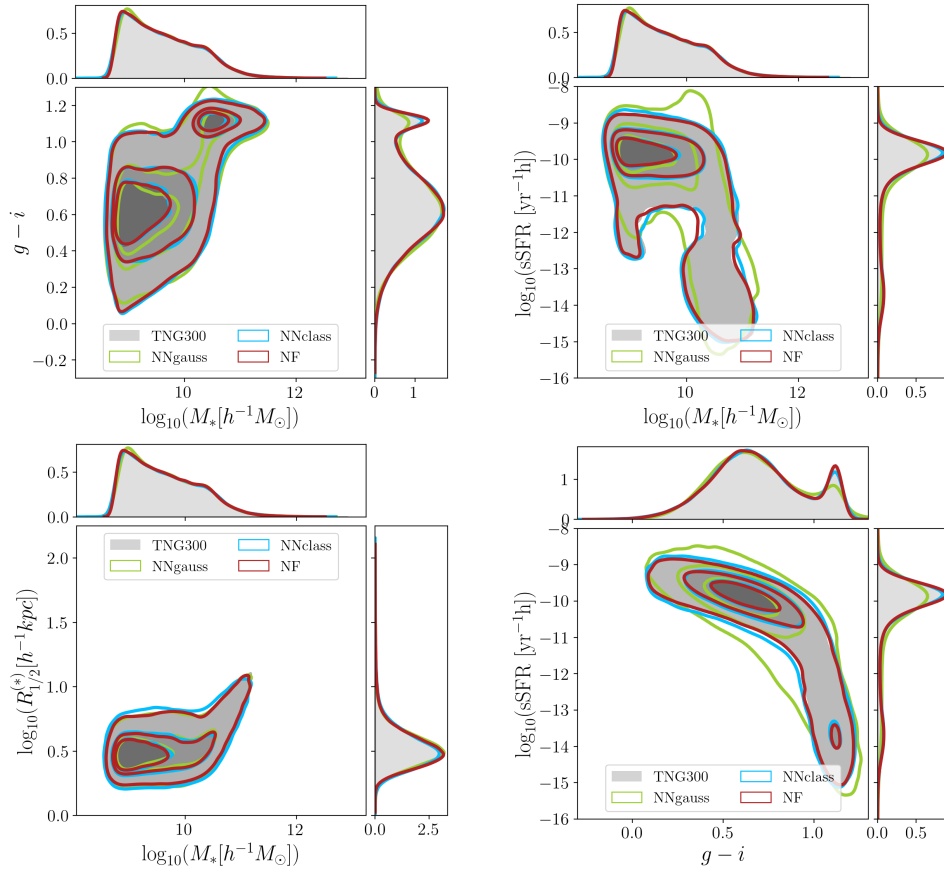 0.5
0.0
1.2
1.0
0.8
0.6
0.4
0.2
0.0
−0.2
g − i
TNG300
NNclass
NNgauss
NF
10
12
log₁₀(M∗[h⁻¹M⊙])
0
1
0.5
0.0
−8
−9
−10
−11
−12
−13
−14
−15
−16
log₁₀(sSFR [yr⁻¹h])
TNG300
NNclass
NNgauss
NF
10
12
log₁₀(M∗[h⁻¹M⊙])
0.0
0.5
0.5
0.0
2.0
1.5
1.0
0.5
0.0
log₁₀(R₁/₂⁽*⁾[h⁻¹kpc])
TNG300
NNclass
NNgauss
NF
10
12
log₁₀(M∗[h⁻¹M⊙])
0.0
2.5
1
0
−8
−9
−10
−11
−12
−13
−14
−15
−16
log₁₀(sSFR [yr⁻¹h])
TNG300
NNclass
NNgauss
NF
0.0
0.5
1.0
g − i
0.0
0.5